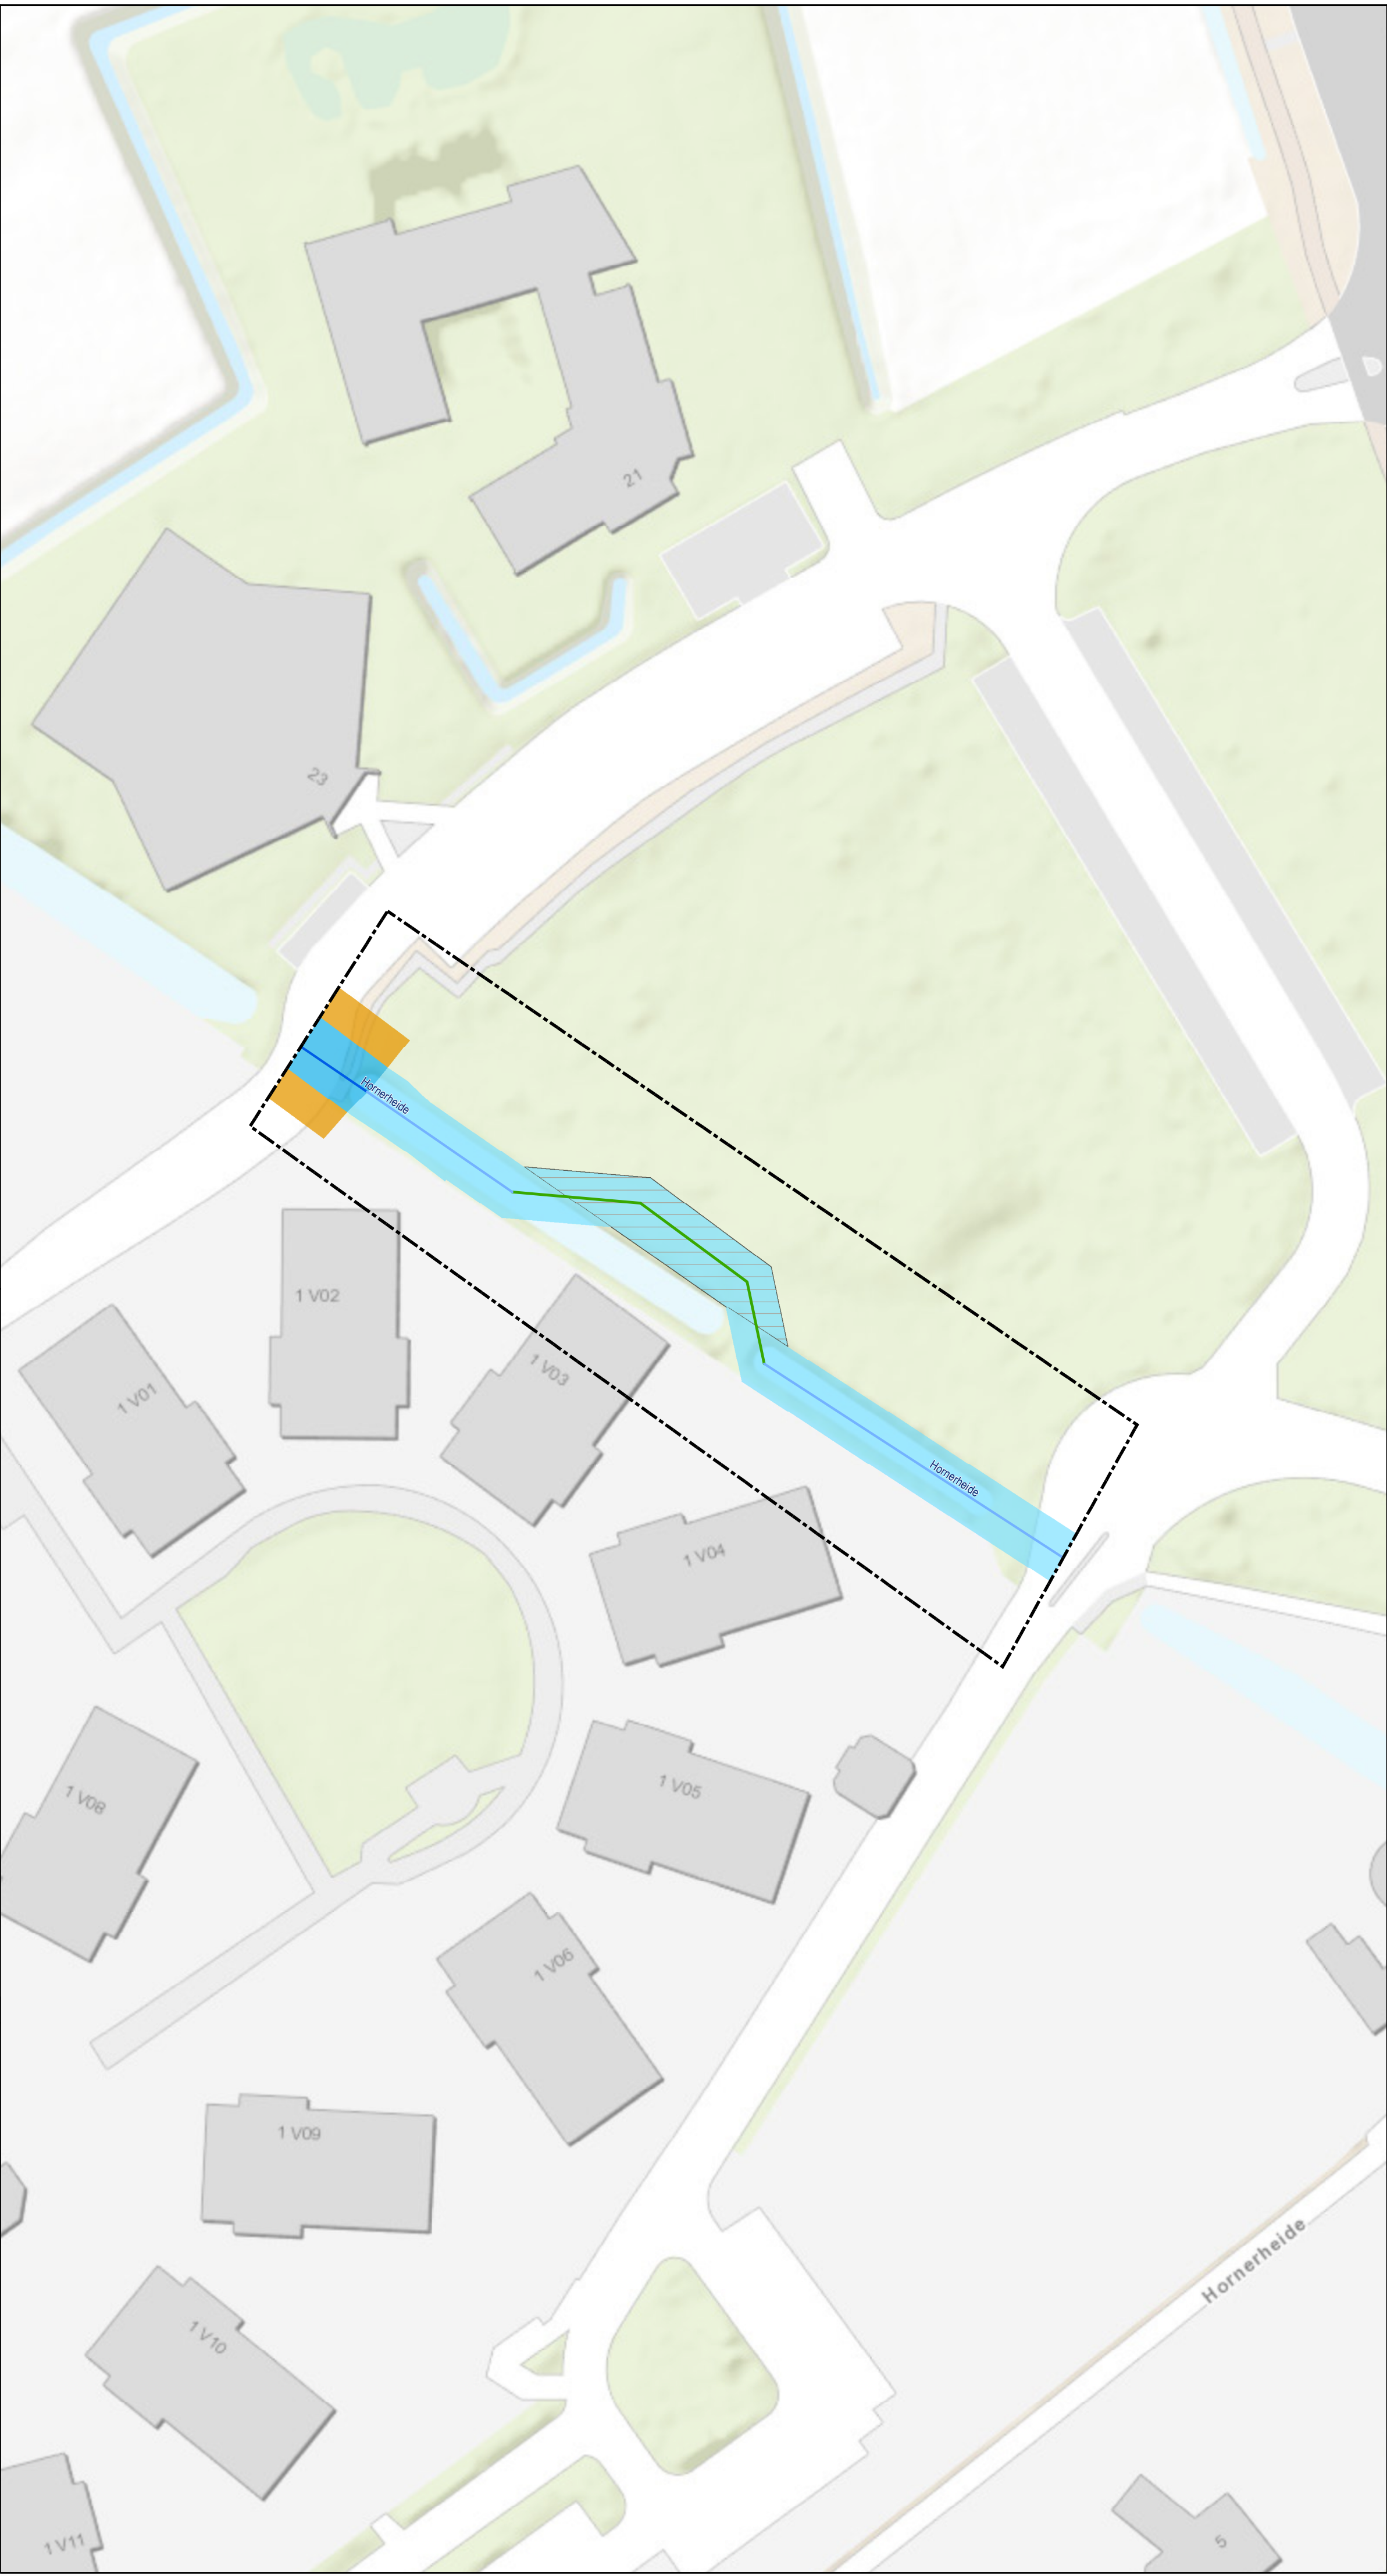 21
23
Hornerheide
1 V02
1 V03
1 V01
Hornerheide
1 V04
1 V05
1 V08
1 V06
1 V09
Hornerheide
1 V10
1 V11
5